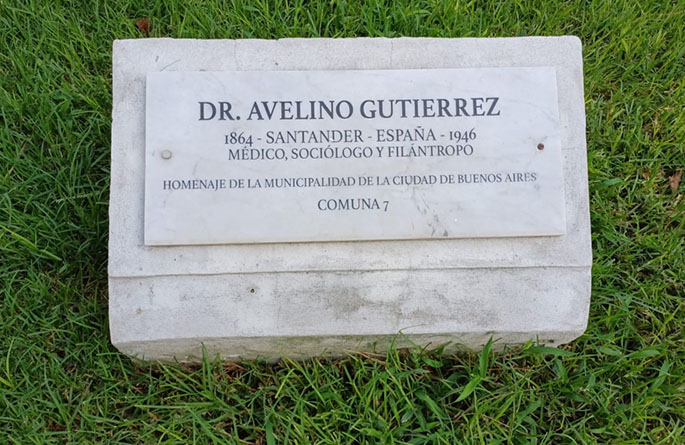 DR. AVELINO GUTIERREZ
1864 - SANTANDER - ESPAÑA - 1946
MÉDICO, SOCIÓLOGO Y FILÁNTROPO
HOMENAJE DE LA MUNICIPALIDAD DE LA CIUDAD DE BUENOS AIRES
COMUNA 7